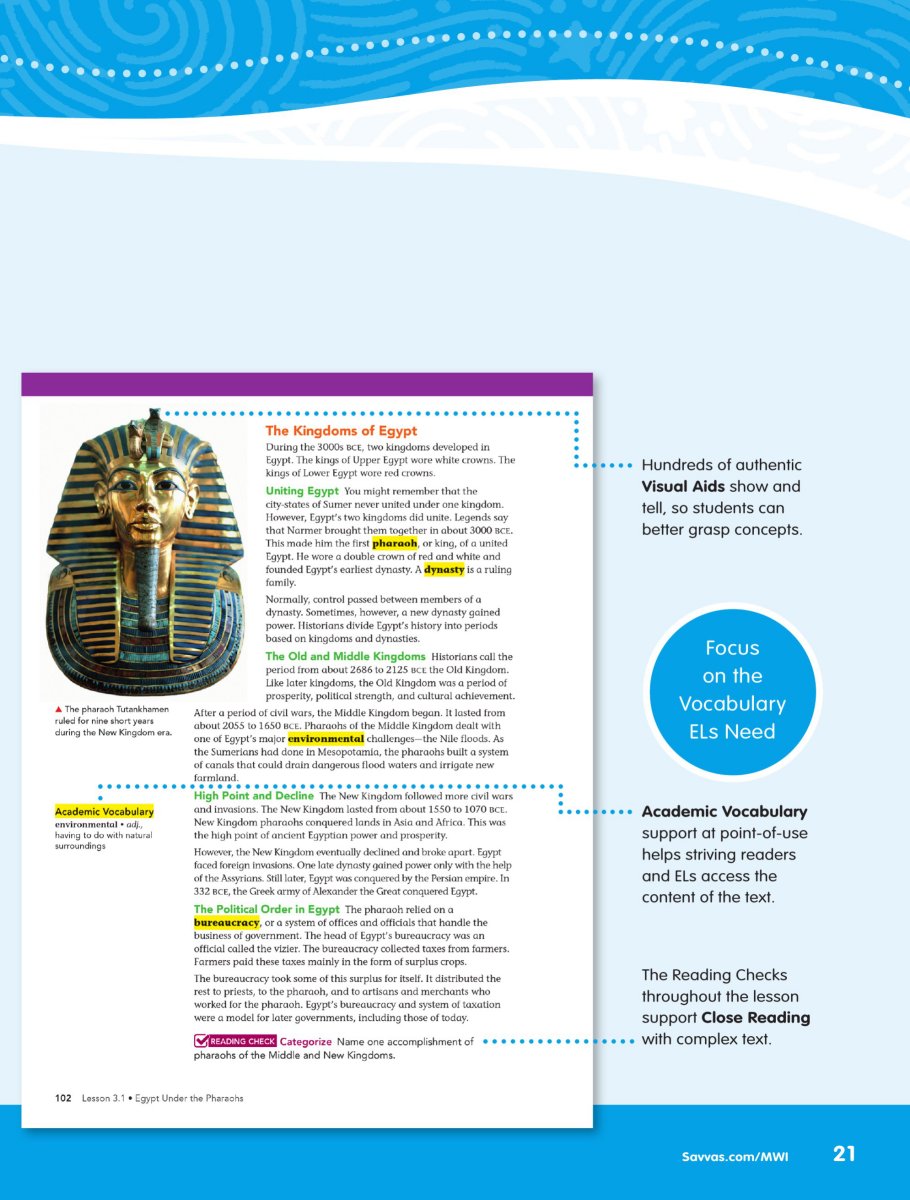 The Kingdoms of Egypt
During the 3000s BCE, two kingdoms developed in
Egypt. The kings of Upper Egypt wore white crowns. The
kings of Lower Egypt wore red crowns.
Uniting Egypt You might remember that the
city-states of Sumer never united under one kingdom.
However, Egypt's two kingdoms did unite. Legends say
that Narmer brought them together in about 3000 BCE.
This made him the first pharaoh, or king, of a united
Egypt. He wore a double crown of red and white and
founded Egypt's earliest dynasty. A dynasty is a ruling
family.
Normally, control passed between members of a
dynasty. Sometimes, however, a new dynasty gained
power. Historians divide Egypt's history into periods
based on kingdoms and dynasties.
The Old and Middle Kingdoms Historians call the
period from about 2686 to 2125 BCE the Old Kingdom.
Like later kingdoms, the Old Kingdom was a period of
prosperity, political strength, and cultural achievement.
After a period of civil wars, the Middle Kingdom began. It lasted from
about 2055 to 1650 BCE. Pharaohs of the Middle Kingdom dealt with
one of Egypt's major environmental challenges—the Nile floods. As
the Sumerians had done in Mesopotamia, the pharaohs built a system
of canals that could drain dangerous flood waters and irrigate new
farmland.
▲ The pharaoh Tutankhamen
ruled for nine short years
during the New Kingdom era.
High Point and Decline The New Kingdom followed more civil wars
and invasions. The New Kingdom lasted from about 1550 to 1070 BCE.
New Kingdom pharaohs conquered lands in Asia and Africa. This was
the high point of ancient Egyptian power and prosperity.
However, the New Kingdom eventually declined and broke apart. Egypt
faced foreign invasions. One late dynasty gained power only with the help
of the Assyrians. Still later, Egypt was conquered by the Persian empire. In
332 BCE, the Greek army of Alexander the Great conquered Egypt.
Academic Vocabulary
environmental • adj.,
having to do with natural
surroundings
The Political Order in Egypt The pharaoh relied on a
bureaucracy, or a system of offices and officials that handle the
business of government. The head of Egypt's bureaucracy was an
official called the vizier. The bureaucracy collected taxes from farmers.
Farmers paid these taxes mainly in the form of surplus crops.
The bureaucracy took some of this surplus for itself. It distributed the
rest to priests, to the pharaoh, and to artisans and merchants who
worked for the pharaoh. Egypt's bureaucracy and system of taxation
were a model for later governments, including those of today.
READING CHECK Categorize Name one accomplishment of
pharaohs of the Middle and New Kingdoms.
102 Lesson 3.1 • Egypt Under the Pharaohs
Hundreds of authentic
Visual Aids show and
tell, so students can
better grasp concepts.
Focus
on the
Vocabulary
ELs Need
Academic Vocabulary
support at point-of-use
helps striving readers
and ELs access the
content of the text.
The Reading Checks
throughout the lesson
support Close Reading
with complex text.
Savvas.com/MWI 21